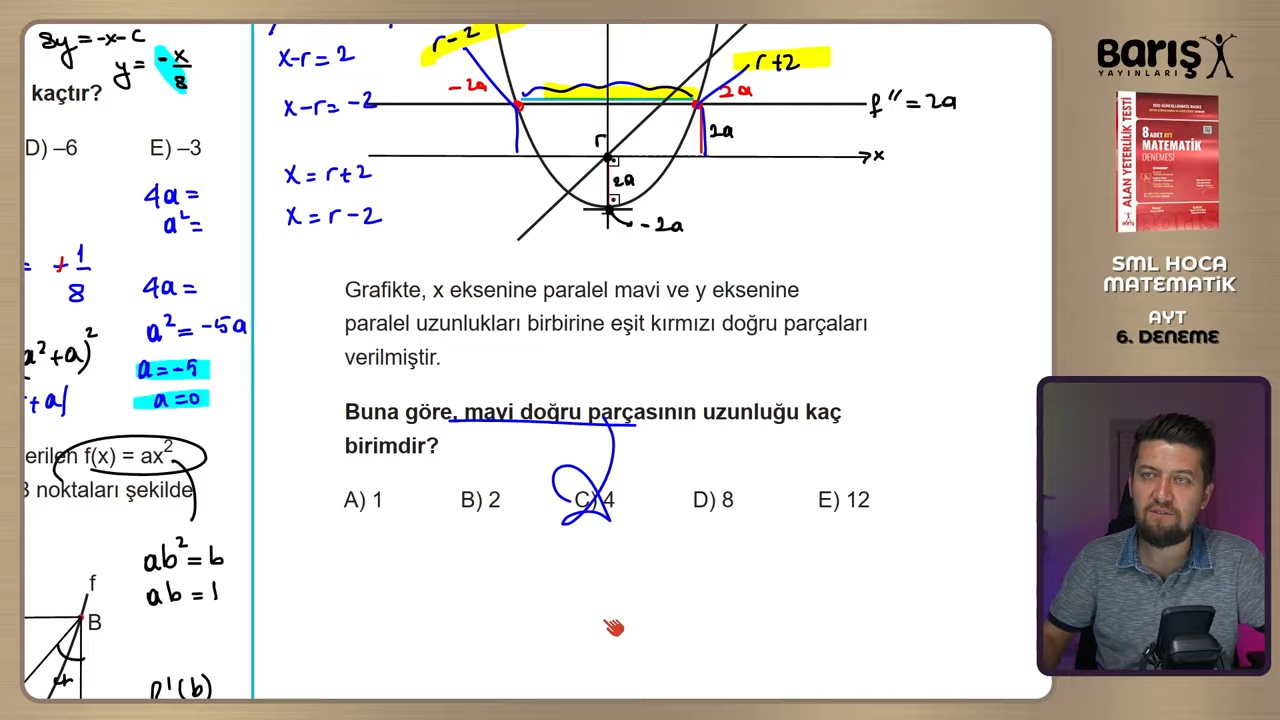 8y = -x - c
y = -x/8
kaçtır?
D) –6 E) –3
4a =
a² =
= +1/8
4a =
a² = -5a
a²+a)²
a = -5
+a|
a = 0
erilen f(x) = ax²
3 noktaları şekilde
ab² = b
ab = 1
f
B
x-r = 2
x-r = -2
x = r+2
x = r-2
r-2
r+2
-2a
2a
f'' = 2a
2a
r
x
2a
-2a
Grafikte, x eksenine paralel mavi ve y eksenine
paralel uzunlukları birbirine eşit kırmızı doğru parçaları
verilmiştir.
Buna göre, mavi doğru parçasının uzunluğu kaç
birimdir?
A) 1 B) 2 C) 4 D) 8 E) 12
BARIŞ
YAYINLARI
ALAN YETERLİLİK TESTİ
8 ADET AYT
MATEMATİK
DENEMESİ
SML HOCA
MATEMATİK
AYT
6. DENEME